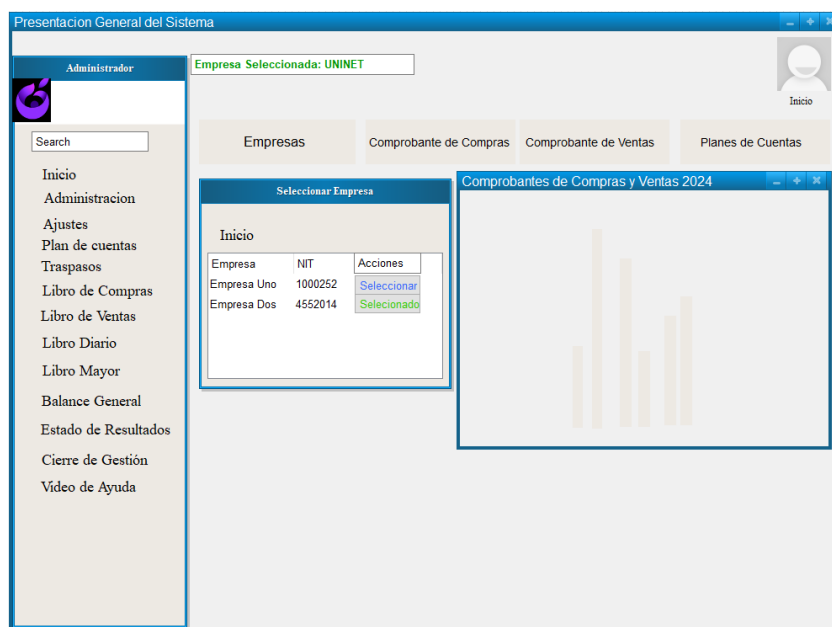 Presentacion General del Sistema
Administrador
Empresa Seleccionada: UNINET
Inicio
Search
Inicio
Administracion
Ajustes
Plan de cuentas
Traspasos
Libro de Compras
Libro de Ventas
Libro Diario
Libro Mayor
Balance General
Estado de Resultados
Cierre de Gestión
Video de Ayuda
Empresas Comprobante de Compras Comprobante de Ventas Planes de Cuentas
Seleccionar Empresa
Inicio
Empresa NIT Acciones
Empresa Uno 1000252 Seleccionar
Empresa Dos 4552014 Selecionado
Comprobantes de Compras y Ventas 2024